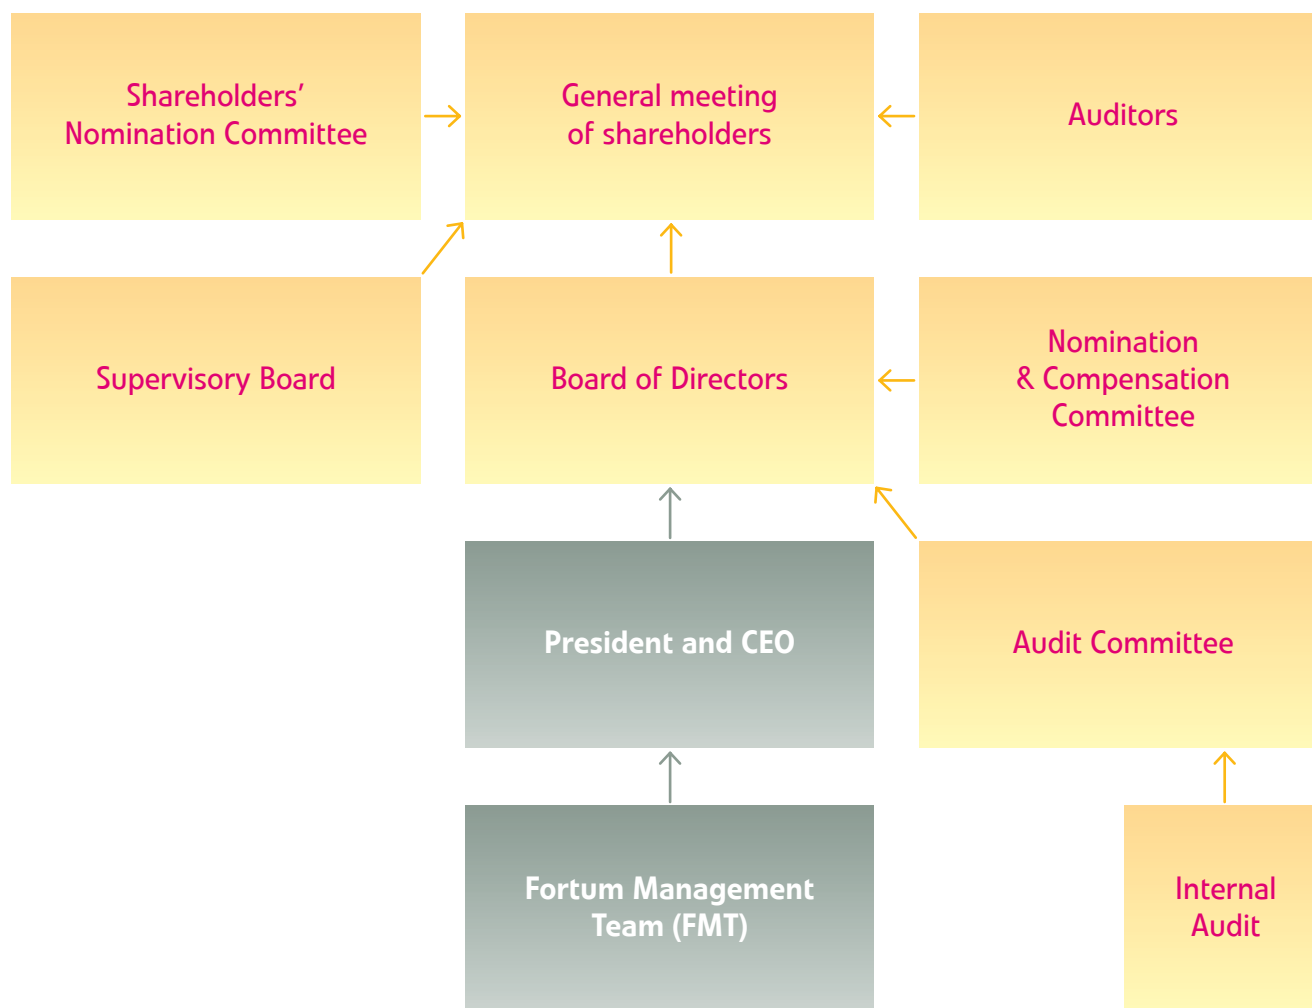 Shareholders’
Nomination Committee
General meeting
of shareholders
Auditors
Supervisory Board
Board of Directors
Nomination
& Compensation
Committee
President and CEO
Audit Committee
Fortum Management
Team (FMT)
Internal
Audit